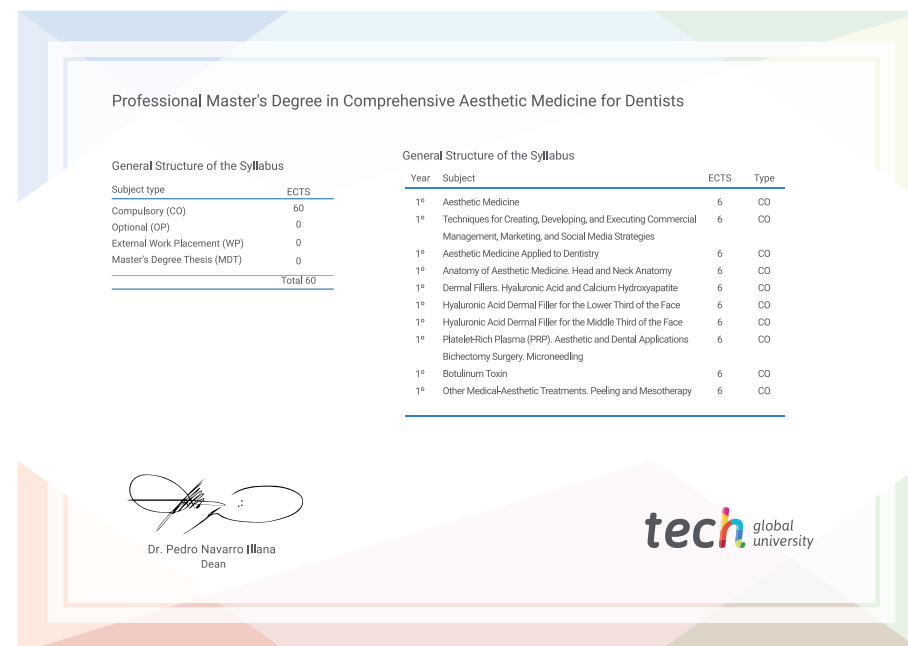 Professional Master's Degree in Comprehensive Aesthetic Medicine for Dentists
General Structure of the Syllabus
Subject type ECTS
Compulsory (CO) 60
Optional (OP) 0
External Work Placement (WP) 0
Master's Degree Thesis (MDT) 0
Total 60
General Structure of the Syllabus
Year Subject ECTS Type
1º Aesthetic Medicine 6 CO
1º Techniques for Creating, Developing, and Executing Commercial 6 CO
Management, Marketing, and Social Media Strategies
1º Aesthetic Medicine Applied to Dentistry 6 CO
1º Anatomy of Aesthetic Medicine. Head and Neck Anatomy 6 CO
1º Dermal Fillers. Hyaluronic Acid and Calcium Hydroxyapatite 6 CO
1º Hyaluronic Acid Dermal Filler for the Lower Third of the Face 6 CO
1º Hyaluronic Acid Dermal Filler for the Middle Third of the Face 6 CO
1º Platelet-Rich Plasma (PRP). Aesthetic and Dental Applications 6 CO
Bichectomy Surgery. Microneedling
1º Botulinum Toxin 6 CO
1º Other Medical-Aesthetic Treatments. Peeling and Mesotherapy 6 CO
Dr. Pedro Navarro Illana
Dean
tech global
university